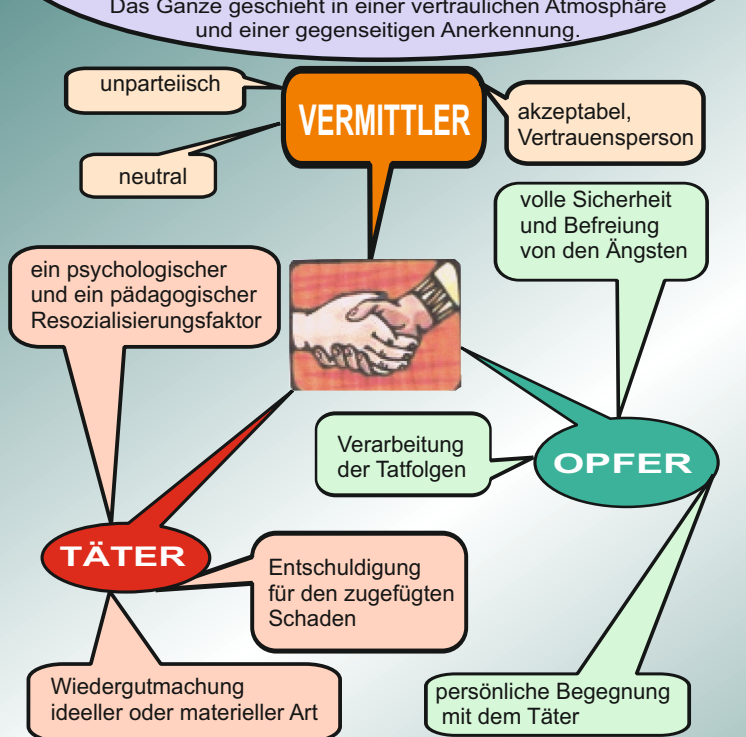 Das Ganze geschieht in einer vertraulichen Atmosphäre
und einer gegenseitigen Anerkennung.
unparteiisch
VERMITTLER
akzeptabel,
Vertrauensperson
neutral
volle Sicherheit
und Befreiung
von den Ängsten
ein psychologischer
und ein pädagogischer
Resozialisierungsfaktor
Verarbeitung
der Tatfolgen
OPFER
TÄTER
Entschuldigung
für den zugefügten
Schaden
Wiedergutmachung
ideeller oder materieller Art
persönliche Begegnung
mit dem Täter